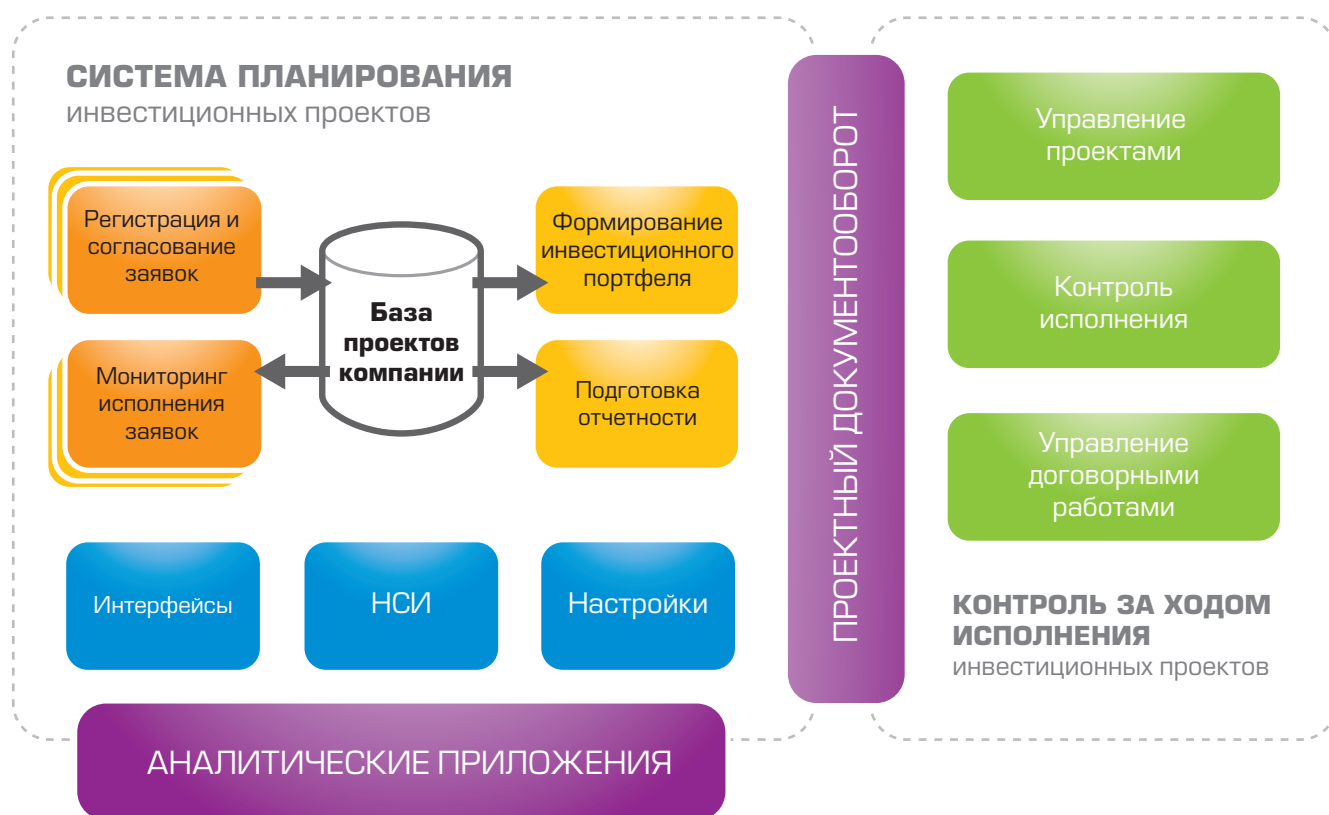 СИСТЕМА ПЛАНИРОВАНИЯ
инвестиционных проектов
Регистрация и
согласование
заявок
Формирование
инвестиционного
портфеля
База
проектов
компании
Мониторинг
исполнения
заявок
Подготовка
отчетности
Интерфейсы
НСИ
Настройки
АНАЛИТИЧЕСКИЕ ПРИЛОЖЕНИЯ
ПРОЕКТНЫЙ ДОКУМЕНТООБОРОТ
Управление
проектами
Контроль
исполнения
Управление
договорными
работами
КОНТРОЛЬ ЗА ХОДОМ
ИСПОЛНЕНИЯ
инвестиционных проектов